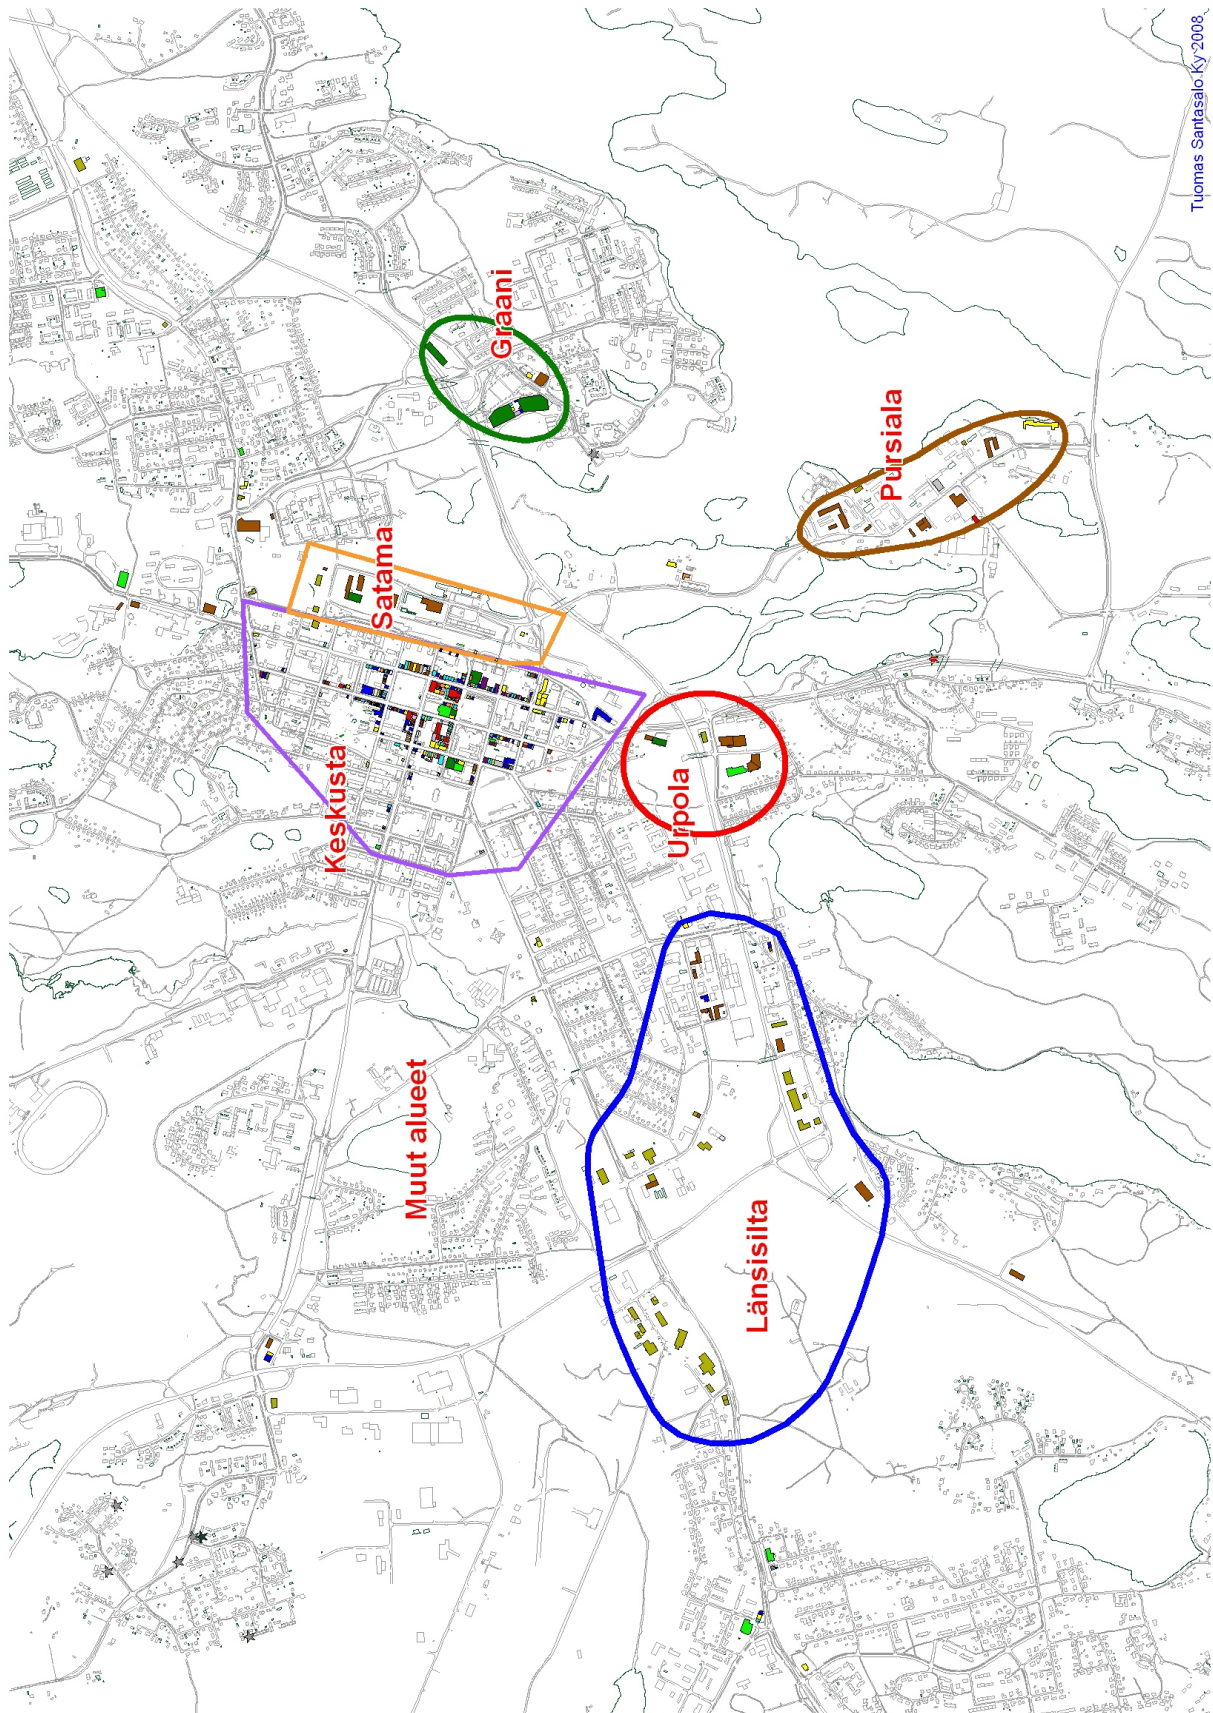 Tuomas Santasalo Ky 2008
Graani
Pursiala
Satama
Keskusta
Urpola
Muut alueet
Länsisilta